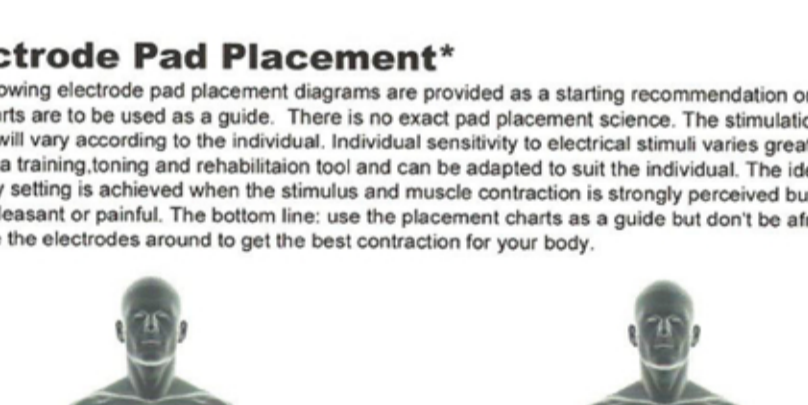 ctrode Pad Placement*
owing electrode pad placement diagrams are provided as a starting recommendation o
rts are to be used as a guide. There is no exact pad placement science. The stimulatio
will vary according to the individual. Individual sensitivity to electrical stimuli varies great
a training,toning and rehabilitaion tool and can be adapted to suit the individual. The ide
y setting is achieved when the stimulus and muscle contraction is strongly perceived bu
leasant or painful. The bottom line: use the placement charts as a guide but don't be afr
the electrodes around to get the best contraction for your body.